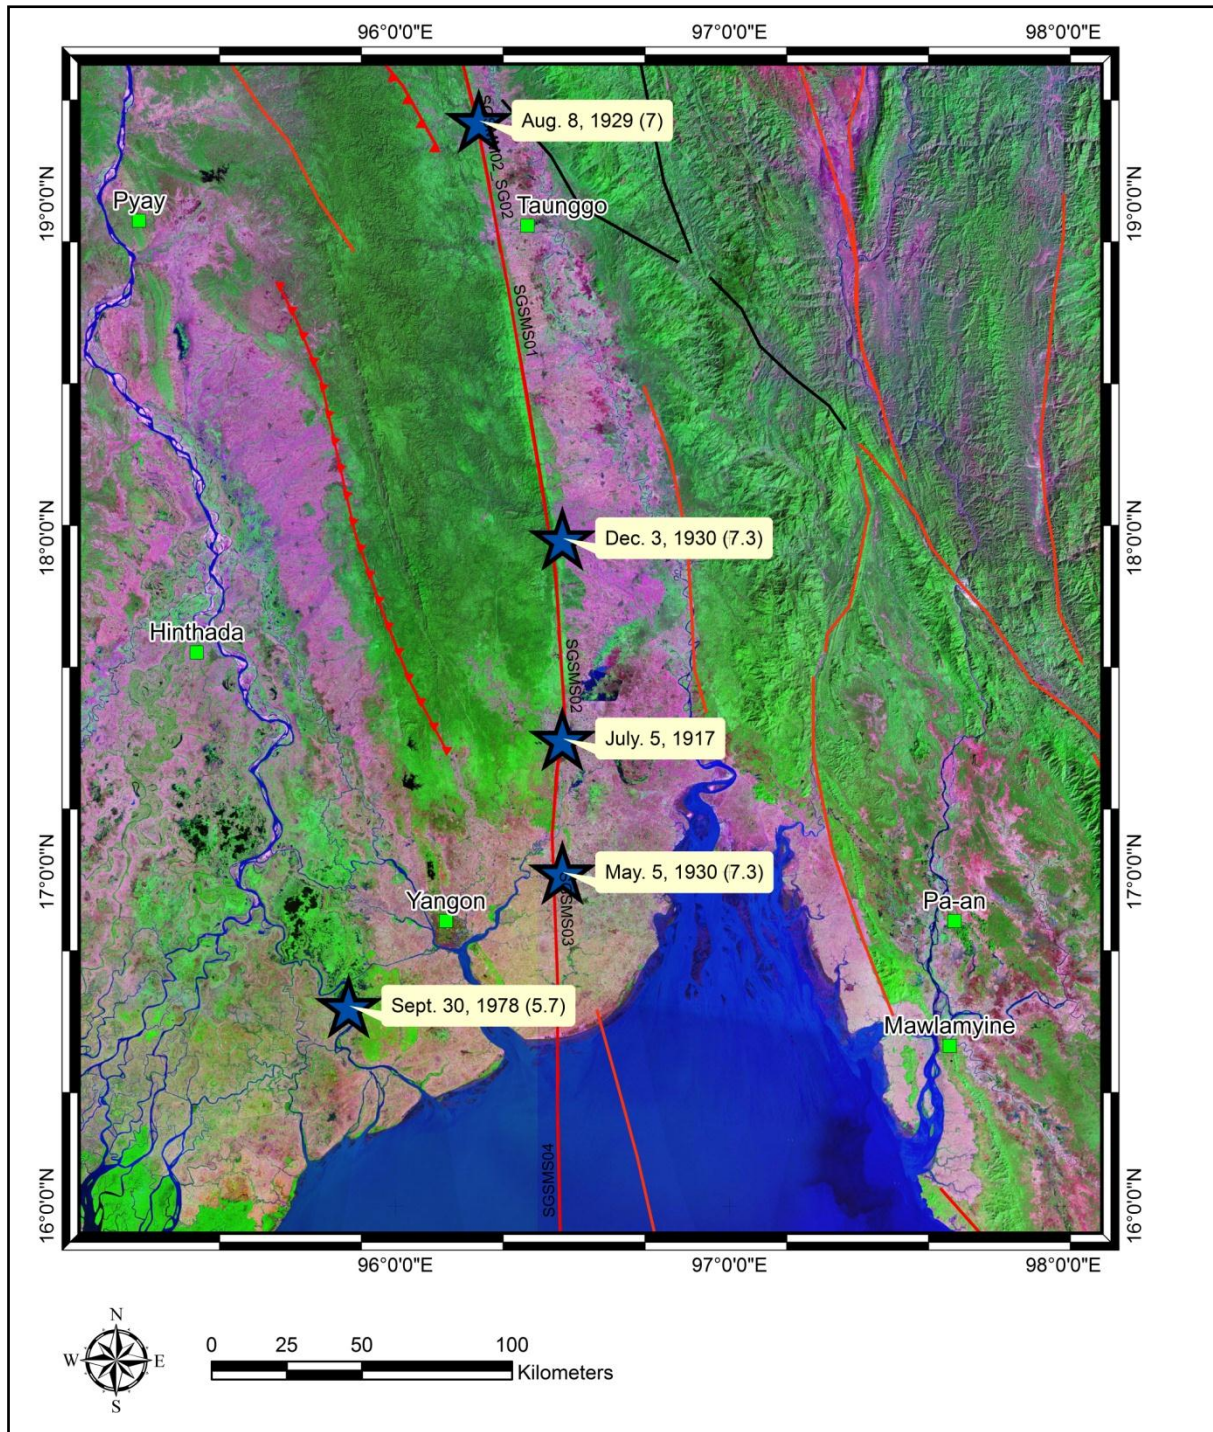 96°0'0"E
97°0'0"E
98°0'0"E
Aug. 8, 1929 (7)
19°0'0"N
19°0'0"N
Pyay
Taunggo
SGSMS01
18°0'0"N
18°0'0"N
Dec. 3, 1930 (7.3)
Hinthada
SGSMS02
July. 5, 1917
17°0'0"N
17°0'0"N
May. 5, 1930 (7.3)
Yangon
Pa-an
SGSMS03
Sept. 30, 1978 (5.7)
Mawlamyine
SGSMS04
16°0'0"N
16°0'0"N
96°0'0"E
97°0'0"E
98°0'0"E
N
W
E
S
0
25
50
100
Kilometers